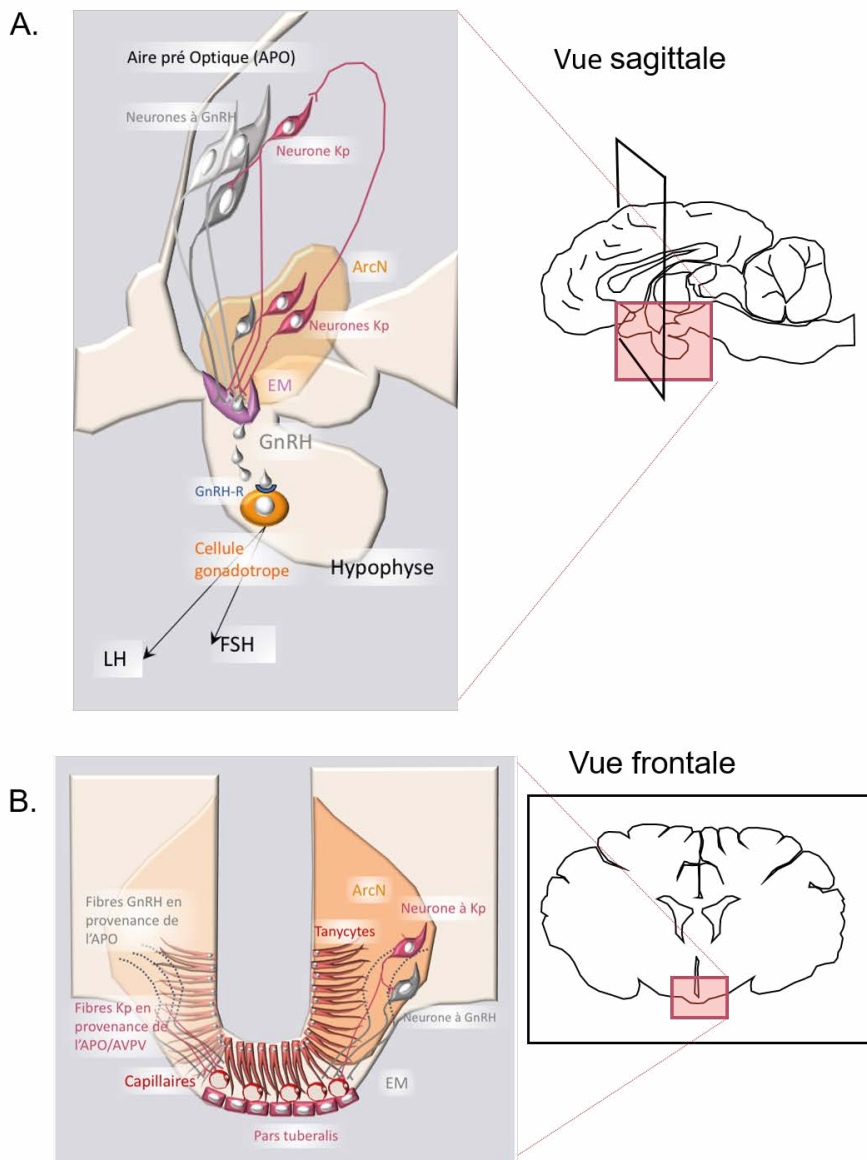 A.
Aire pré Optique (APO)
Vue sagittale
Neurones à GnRH
Neurone Kp
ArcN
Neurones Kp
EM
GnRH
GnRH-R
Cellule
gonadotrope
Hypophyse
LH
FSH
B.
Vue frontale
Fibres GnRH en
provenance de
l'APO
ArcN
Neurone à Kp
Tanycytes
Fibres Kp en
provenance de
l'APO/AVPV
Neurone à GnRH
Capillaires
EM
Pars tuberalis